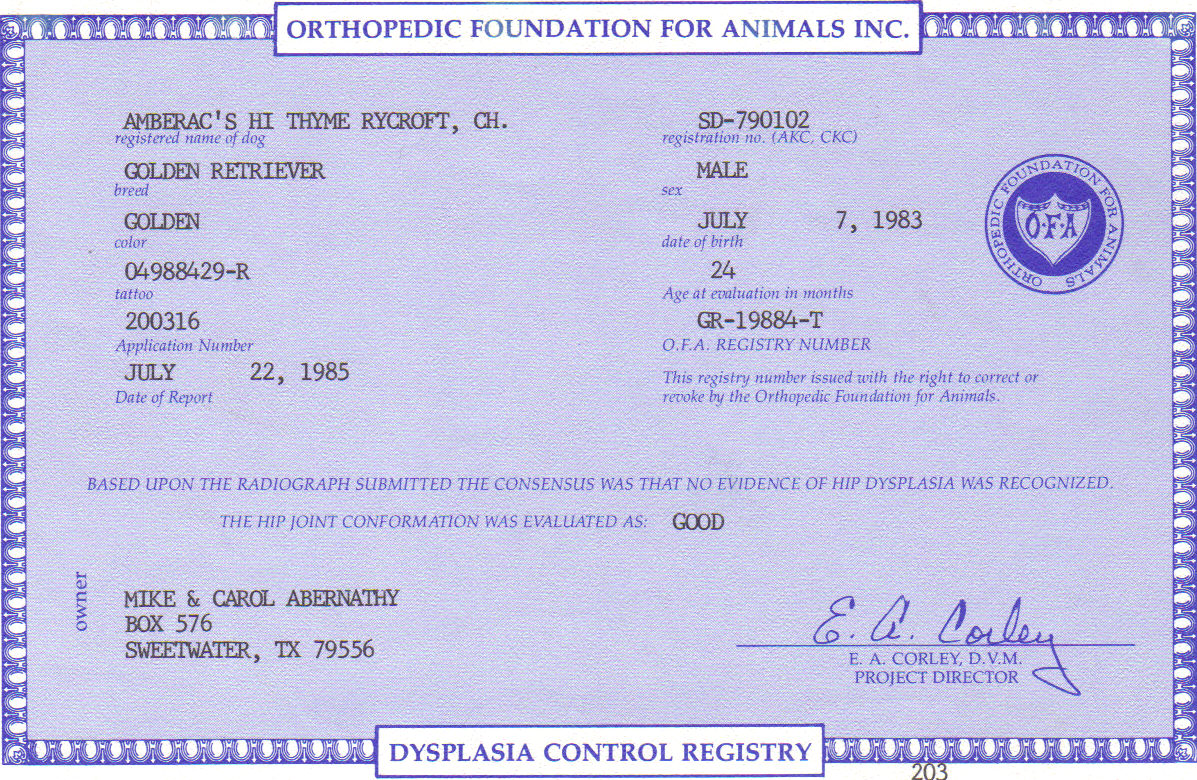 ORTHOPEDIC FOUNDATION FOR ANIMALS INC.
AMBERAC'S HI THYME RYCROFT, CH.
registered name of dog
SD-790102
registration no. (AKC, CKC)
GOLDEN RETRIEVER
breed
MALE
sex
GOLDEN
color
JULY 7, 1983
date of birth
ORTHOPEDIC FOUNDATION FOR ANIMALS
O·F·A
04988429-R
tattoo
24
Age at evaluation in months
200316
Application Number
GR-19884-T
O.F.A. REGISTRY NUMBER
JULY 22, 1985
Date of Report
This registry number issued with the right to correct or
revoke by the Orthopedic Foundation for Animals.
BASED UPON THE RADIOGRAPH SUBMITTED THE CONSENSUS WAS THAT NO EVIDENCE OF HIP DYSPLASIA WAS RECOGNIZED.
THE HIP JOINT CONFORMATION WAS EVALUATED AS: GOOD
owner
MIKE & CAROL ABERNATHY
BOX 576
SWEETWATER, TX 79556
E. A. Corley
E. A. CORLEY, D.V.M.
PROJECT DIRECTOR
DYSPLASIA CONTROL REGISTRY
203